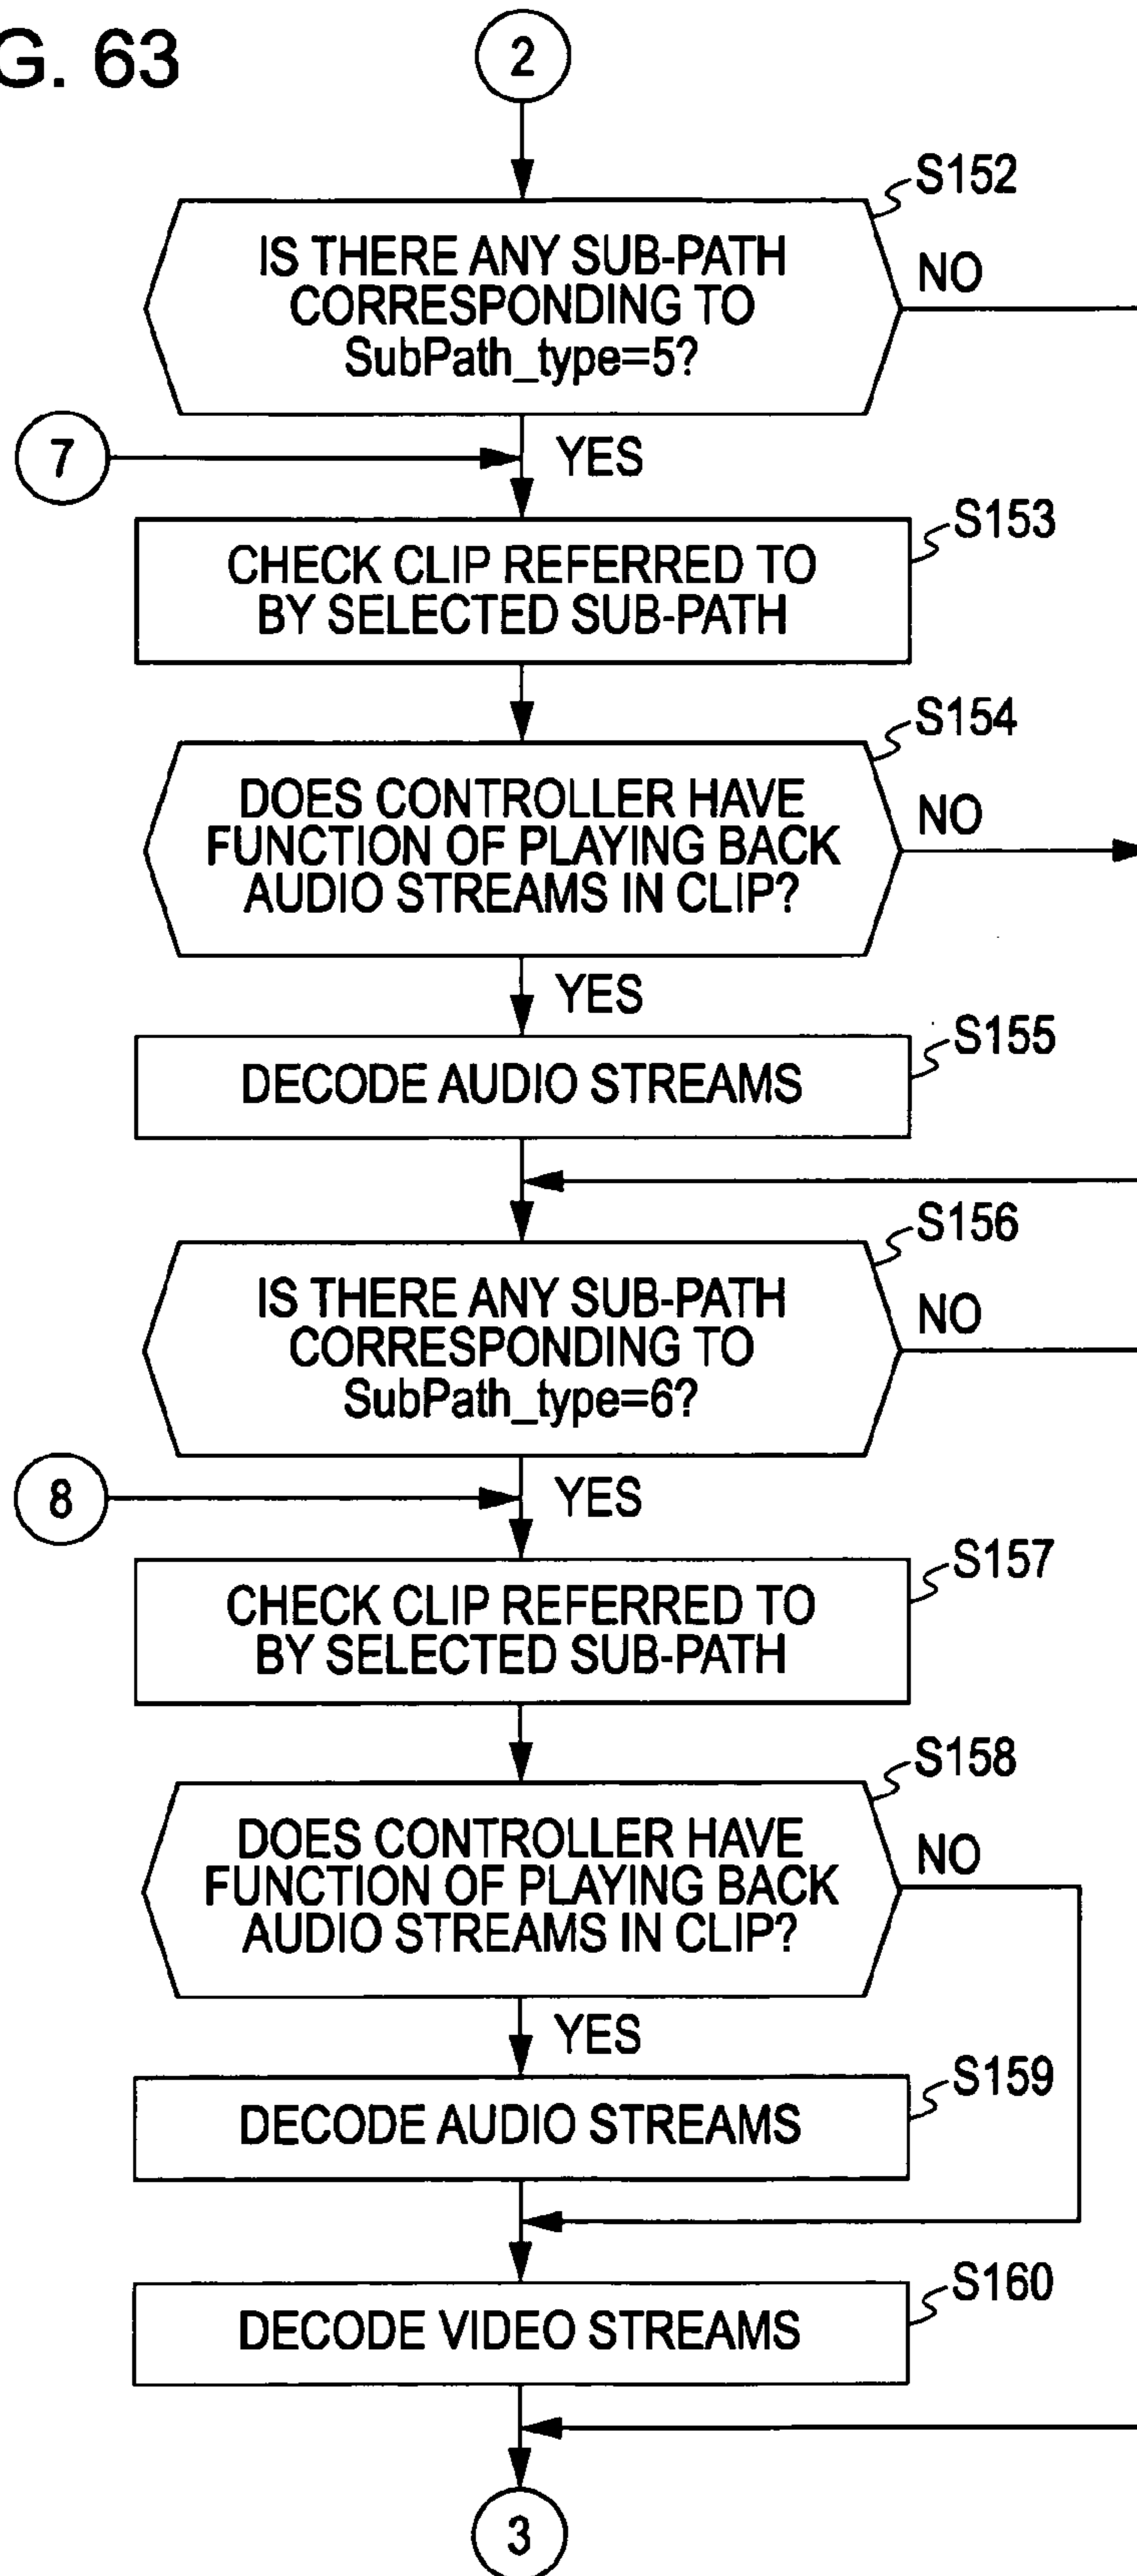 G. 63
2
S152
IS THERE ANY SUB-PATH
CORRESPONDING TO
SubPath_type=5?
NO
7
YES
S153
CHECK CLIP REFERRED TO
BY SELECTED SUB-PATH
S154
DOES CONTROLLER HAVE
FUNCTION OF PLAYING BACK
AUDIO STREAMS IN CLIP?
NO
YES
S155
DECODE AUDIO STREAMS
S156
IS THERE ANY SUB-PATH
CORRESPONDING TO
SubPath_type=6?
NO
8
YES
S157
CHECK CLIP REFERRED TO
BY SELECTED SUB-PATH
S158
DOES CONTROLLER HAVE
FUNCTION OF PLAYING BACK
AUDIO STREAMS IN CLIP?
NO
YES
S159
DECODE AUDIO STREAMS
S160
DECODE VIDEO STREAMS
3